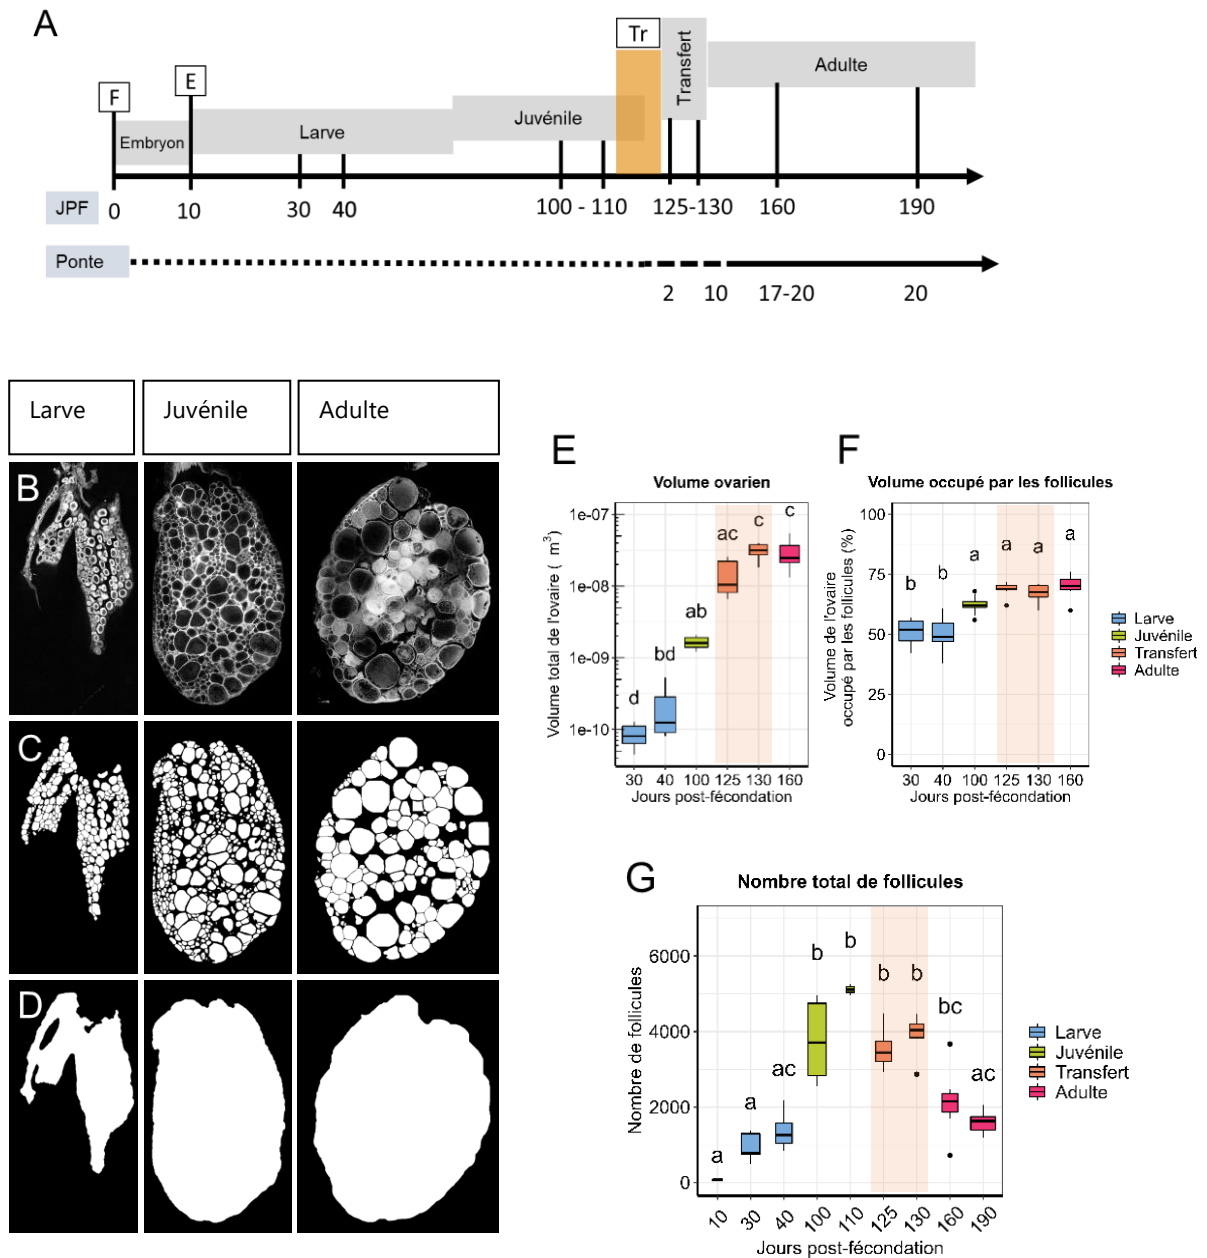 A
F
E
Tr
Transfert
Embryon
Larve
Juvénile
Adulte
JPF
0
10
30
40
100 - 110
125-130
160
190
Ponte
2
10
17-20
20
Larve
Juvénile
Adulte
B
C
D
E
Volume ovarien
Volume total de l'ovaire ( m³)
1e-07
1e-08
1e-09
1e-10
d
bd
ab
ac
c
c
30 40 100 125 130 160
Jours post-fécondation
F
Volume occupé par les follicules
Volume de l'ovaire
occupé par les follicules (%)
100
75
50
25
0
b
b
a
a
a
a
30 40 100 125 130 160
Jours post-fécondation
Larve
Juvénile
Transfert
Adulte
G
Nombre total de follicules
Nombre de follicules
6000
4000
2000
0
a
a
ac
b
b
b
b
bc
ac
10 30 40 100 110 125 130 160 190
Jours post-fécondation
Larve
Juvénile
Transfert
Adulte